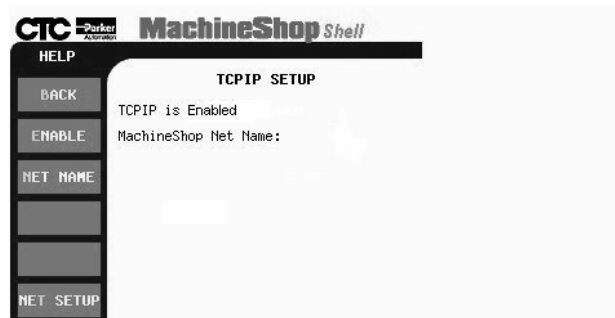 CTC Parker Automation MachineShop Shell
HELP
TCPIP SETUP
BACK
TCPIP is Enabled
ENABLE
MachineShop Net Name:
NET NAME
NET SETUP